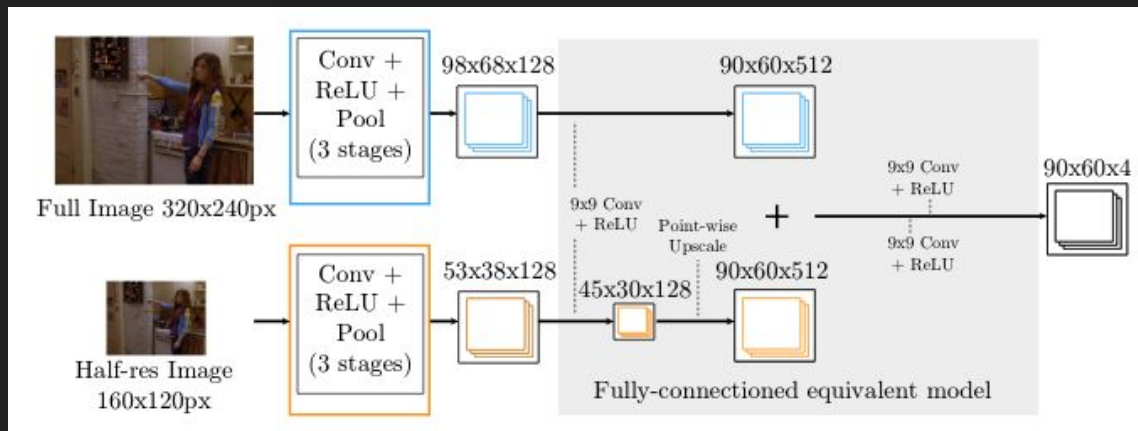 Conv +
ReLU +
Pool
(3 stages)
98x68x128
90x60x512
Full Image 320x240px
9x9 Conv
+ ReLU
Point-wise
Upscale
+
9x9 Conv
+ ReLU
9x9 Conv
+ ReLU
90x60x4
Conv +
ReLU +
Pool
(3 stages)
53x38x128
45x30x128
90x60x512
Half-res Image
160x120px
Fully-connectioned equivalent model